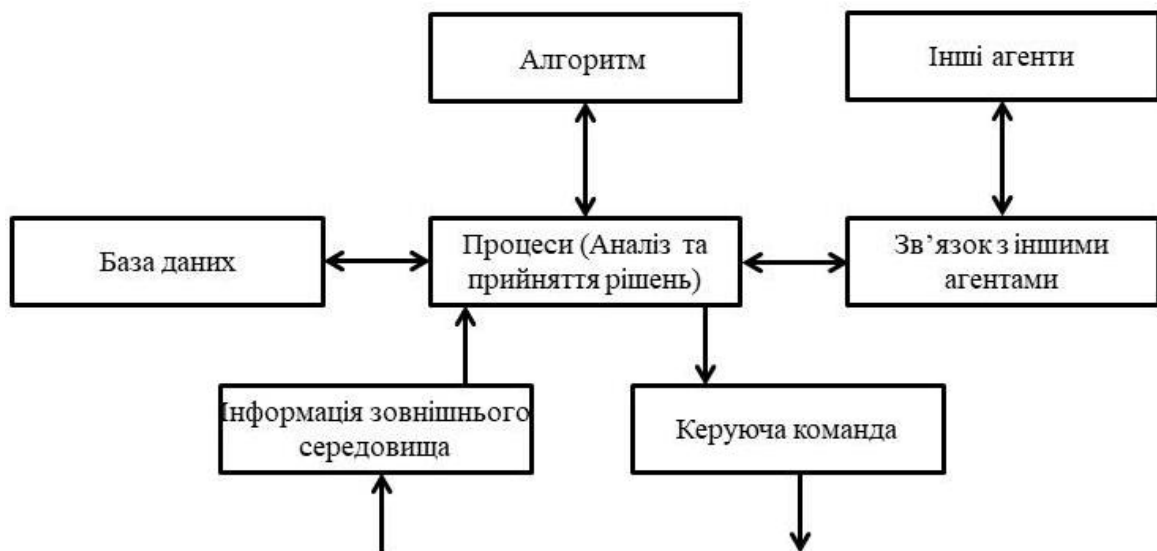 Алгоритм
Інші агенти
База даних
Процеси (Аналіз та
прийняття рішень)
Зв’язок з іншими
агентами
Інформація зовнішнього
середовища
Керуюча команда